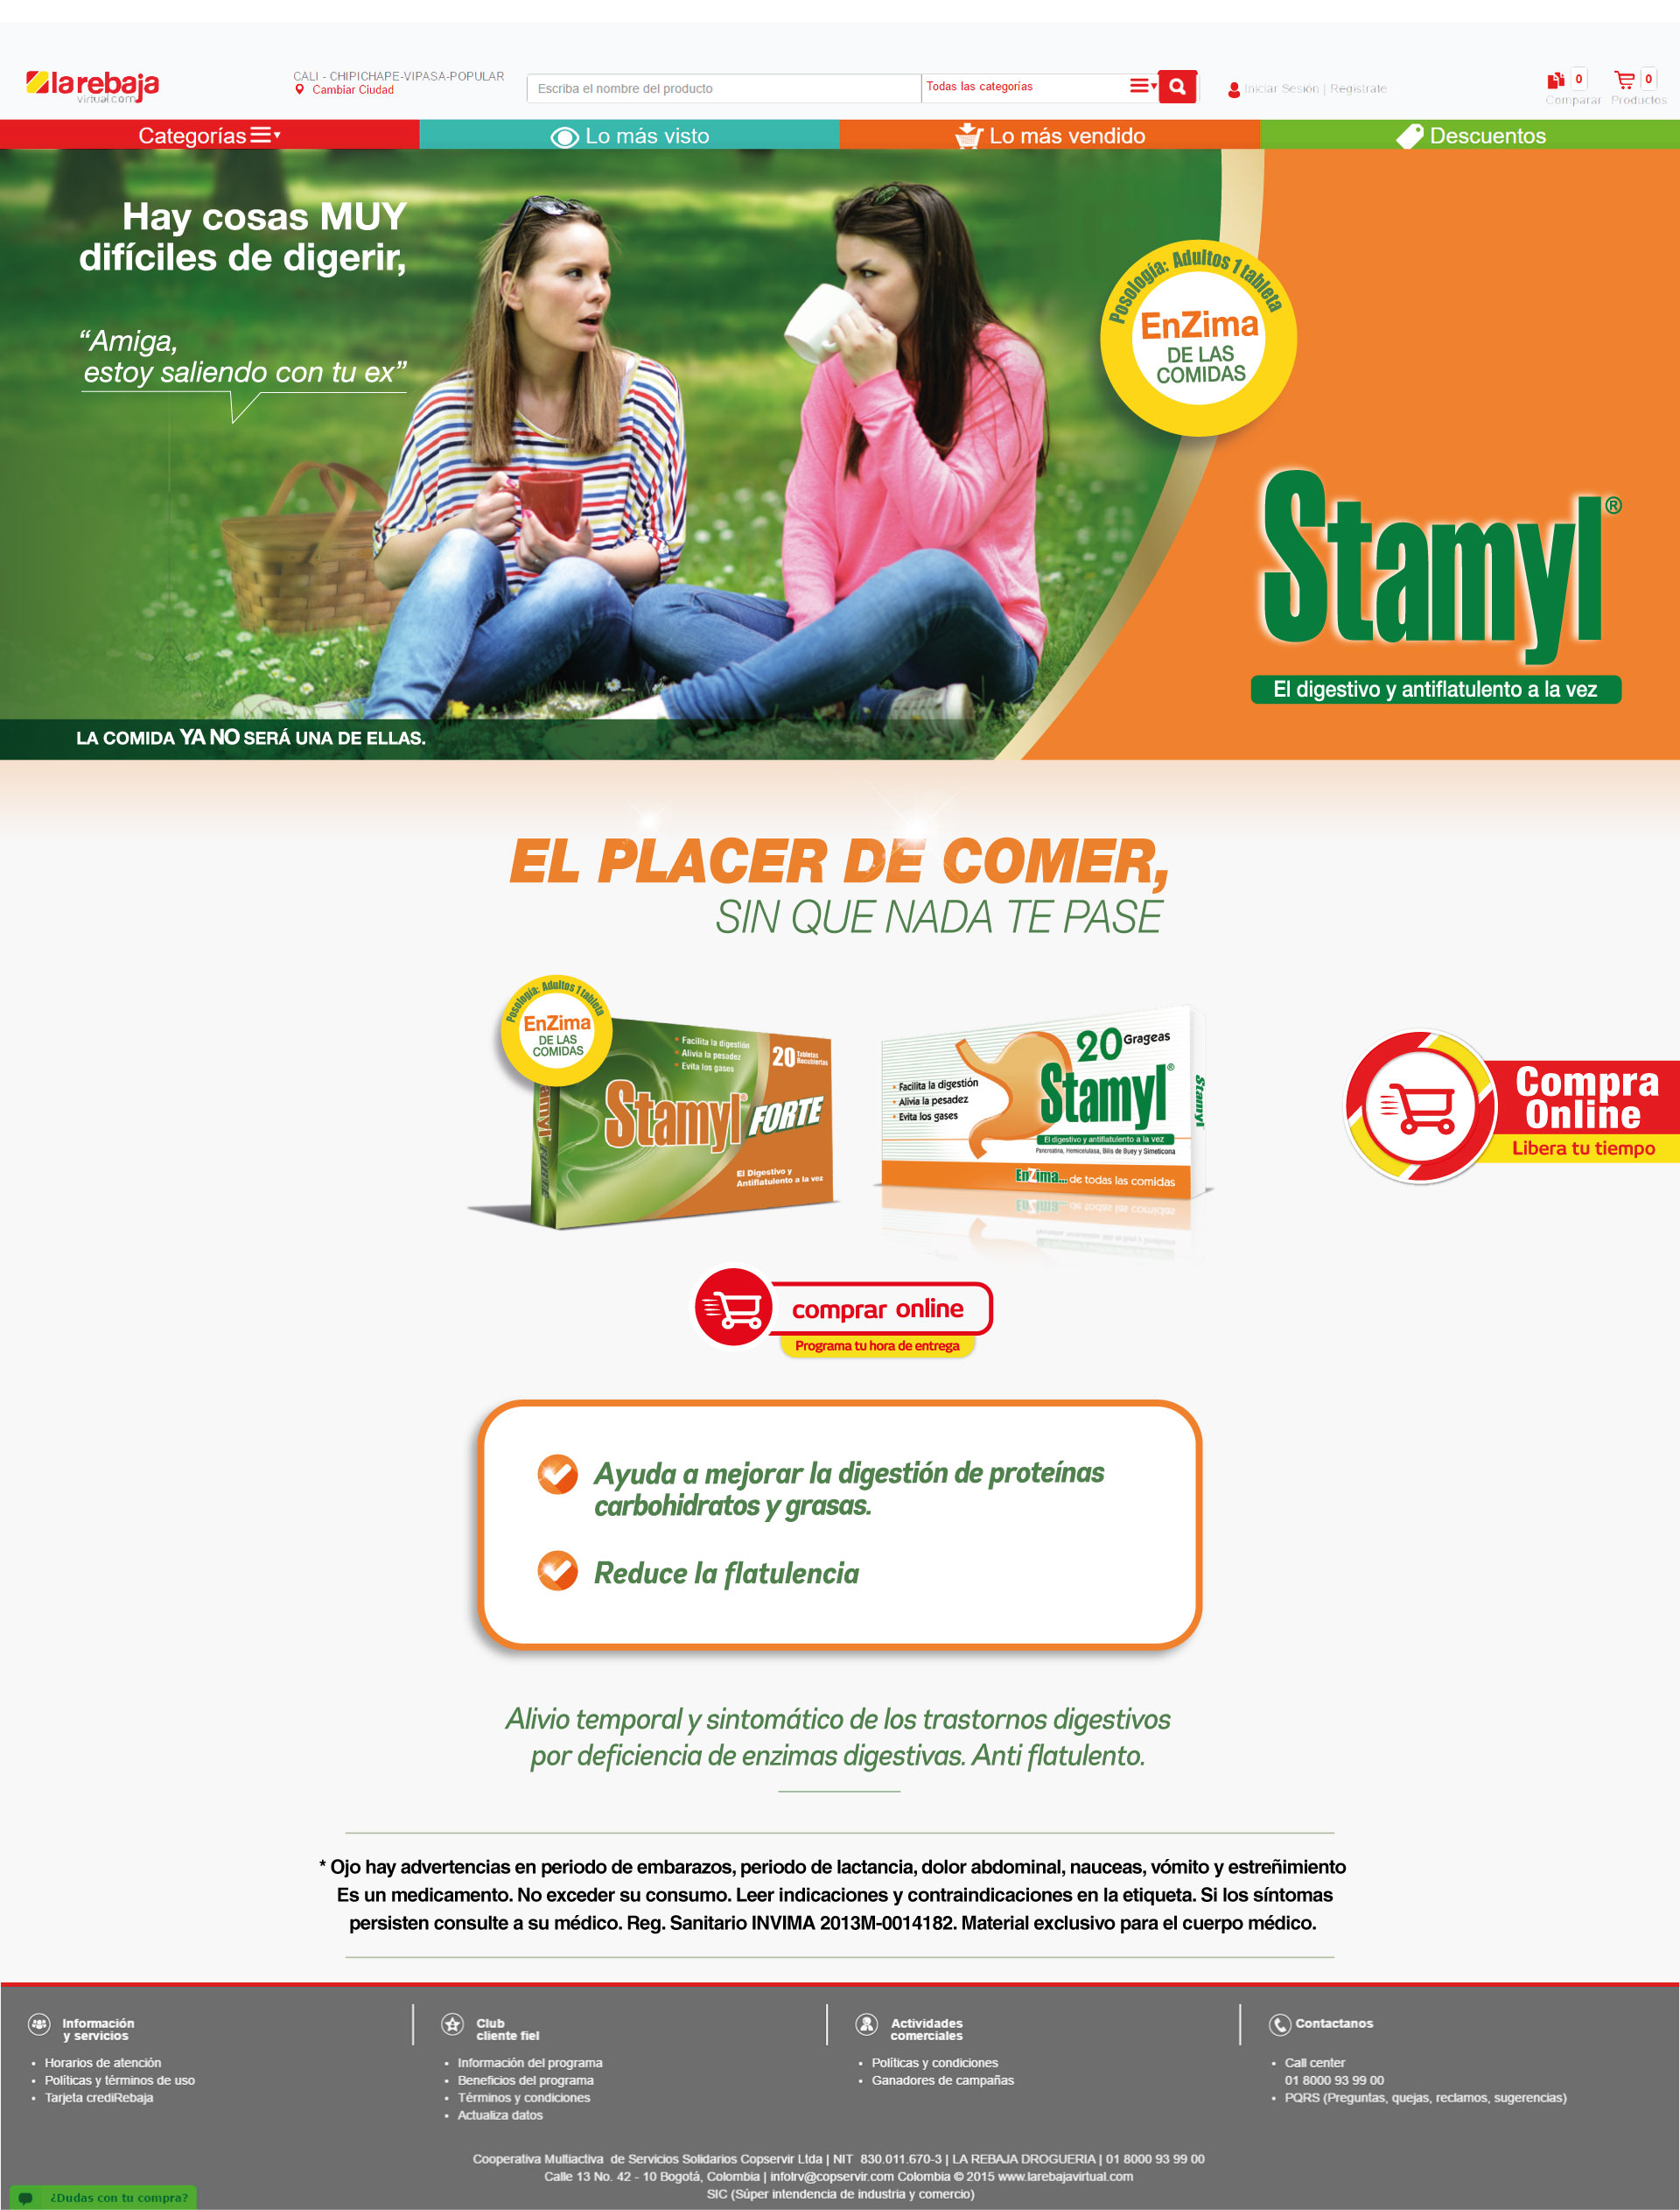 larebaja
virtual.com
CALI - CHIPICHAPE-VIPASA-POPULAR
Cambiar Ciudad
Escriba el nombre del producto
Todas las categorías
Iniciar Sesión | Registrate
0
Comparar
0
Productos
Categorías
Lo más visto
Lo más vendido
Descuentos
Hay cosas MUY
difíciles de digerir,
“Amiga,
estoy saliendo con tu ex”
LA COMIDA YA NO SERÁ UNA DE ELLAS.
Posología: Adultos 1 tableta
EnZima
DE LAS
COMIDAS
Stamyl®
El digestivo y antiflatulento a la vez
EL PLACER DE COMER,
SIN QUE NADA TE PASE
Posología: Adultos 1 tableta
EnZima
DE LAS
COMIDAS
• Facilita la digestión
• Alivia la pesadez
• Evita los gases
20 Tabletas
Recubiertas
Stamyl® FORTE
El Digestivo y
Antiflatulento a la vez
20 Grageas
• Facilita la digestión
• Alivia la pesadez
• Evita los gases
Stamyl®
El digestivo y antiflatulento a la vez
Pancreatina, Hemicelulasa, Bilis de Buey y Simeticona
EnZima... de todas las comidas
Stamyl
Compra
Online
Libera tu tiempo
comprar online
Programa tu hora de entrega
Ayuda a mejorar la digestión de proteínas
carbohidratos y grasas.
Reduce la flatulencia
Alivio temporal y sintomático de los trastornos digestivos
por deficiencia de enzimas digestivas. Anti flatulento.
* Ojo hay advertencias en periodo de embarazos, periodo de lactancia, dolor abdominal, nauceas, vómito y estreñimiento
Es un medicamento. No exceder su consumo. Leer indicaciones y contraindicaciones en la etiqueta. Si los síntomas
persisten consulte a su médico. Reg. Sanitario INVIMA 2013M-0014182. Material exclusivo para el cuerpo médico.
Información
y servicios
• Horarios de atención
• Políticas y términos de uso
• Tarjeta crediRebaja
Club
cliente fiel
• Información del programa
• Beneficios del programa
• Términos y condiciones
• Actualiza datos
Actividades
comerciales
• Políticas y condiciones
• Ganadores de campañas
Contactanos
• Call center
01 8000 93 99 00
• PQRS (Preguntas, quejas, reclamos, sugerencias)
Cooperativa Multiactiva de Servicios Solidarios Copservir Ltda | NIT 830.011.670-3 | LA REBAJA DROGUERIA | 01 8000 93 99 00
Calle 13 No. 42 - 10 Bogotá, Colombia | infolrv@copservir.com Colombia © 2015 www.larebajavirtual.com
SIC (Súper intendencia de industria y comercio)
¿Dudas con tu compra?